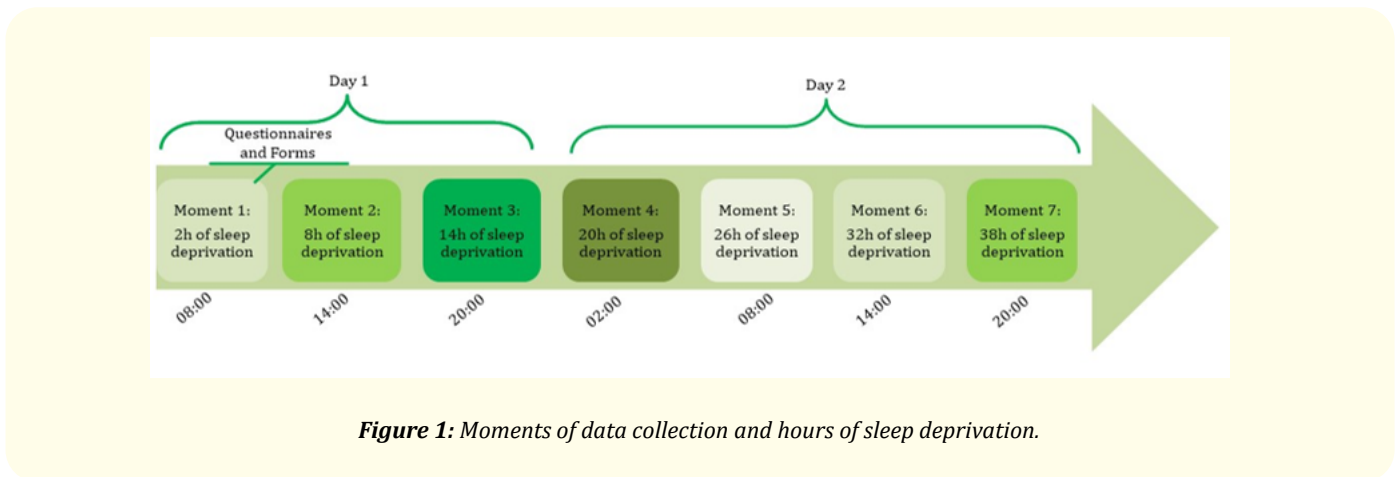 Day 1
Day 2
Questionnaires
and Forms
Moment 1:
2h of sleep
deprivation
Moment 2:
8h of sleep
deprivation
Moment 3:
14h of sleep
deprivation
Moment 4:
20h of sleep
deprivation
Moment 5:
26h of sleep
deprivation
Moment 6:
32h of sleep
deprivation
Moment 7:
38h of sleep
deprivation
08:00
14:00
20:00
02:00
08:00
14:00
20:00
Figure 1: Moments of data collection and hours of sleep deprivation.